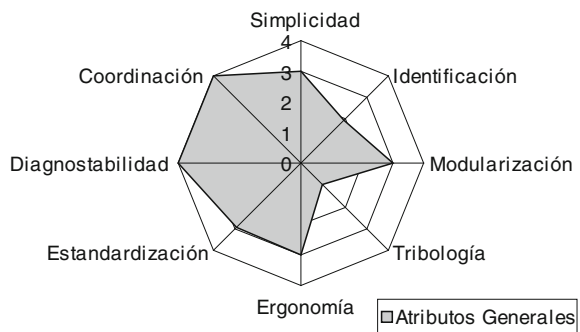 Simplicidad
4
Coordinación
Identificación
3
2
1
Diagnostabilidad
0
Modularización
Estandardización
Tribología
Ergonomía
Atributos Generales